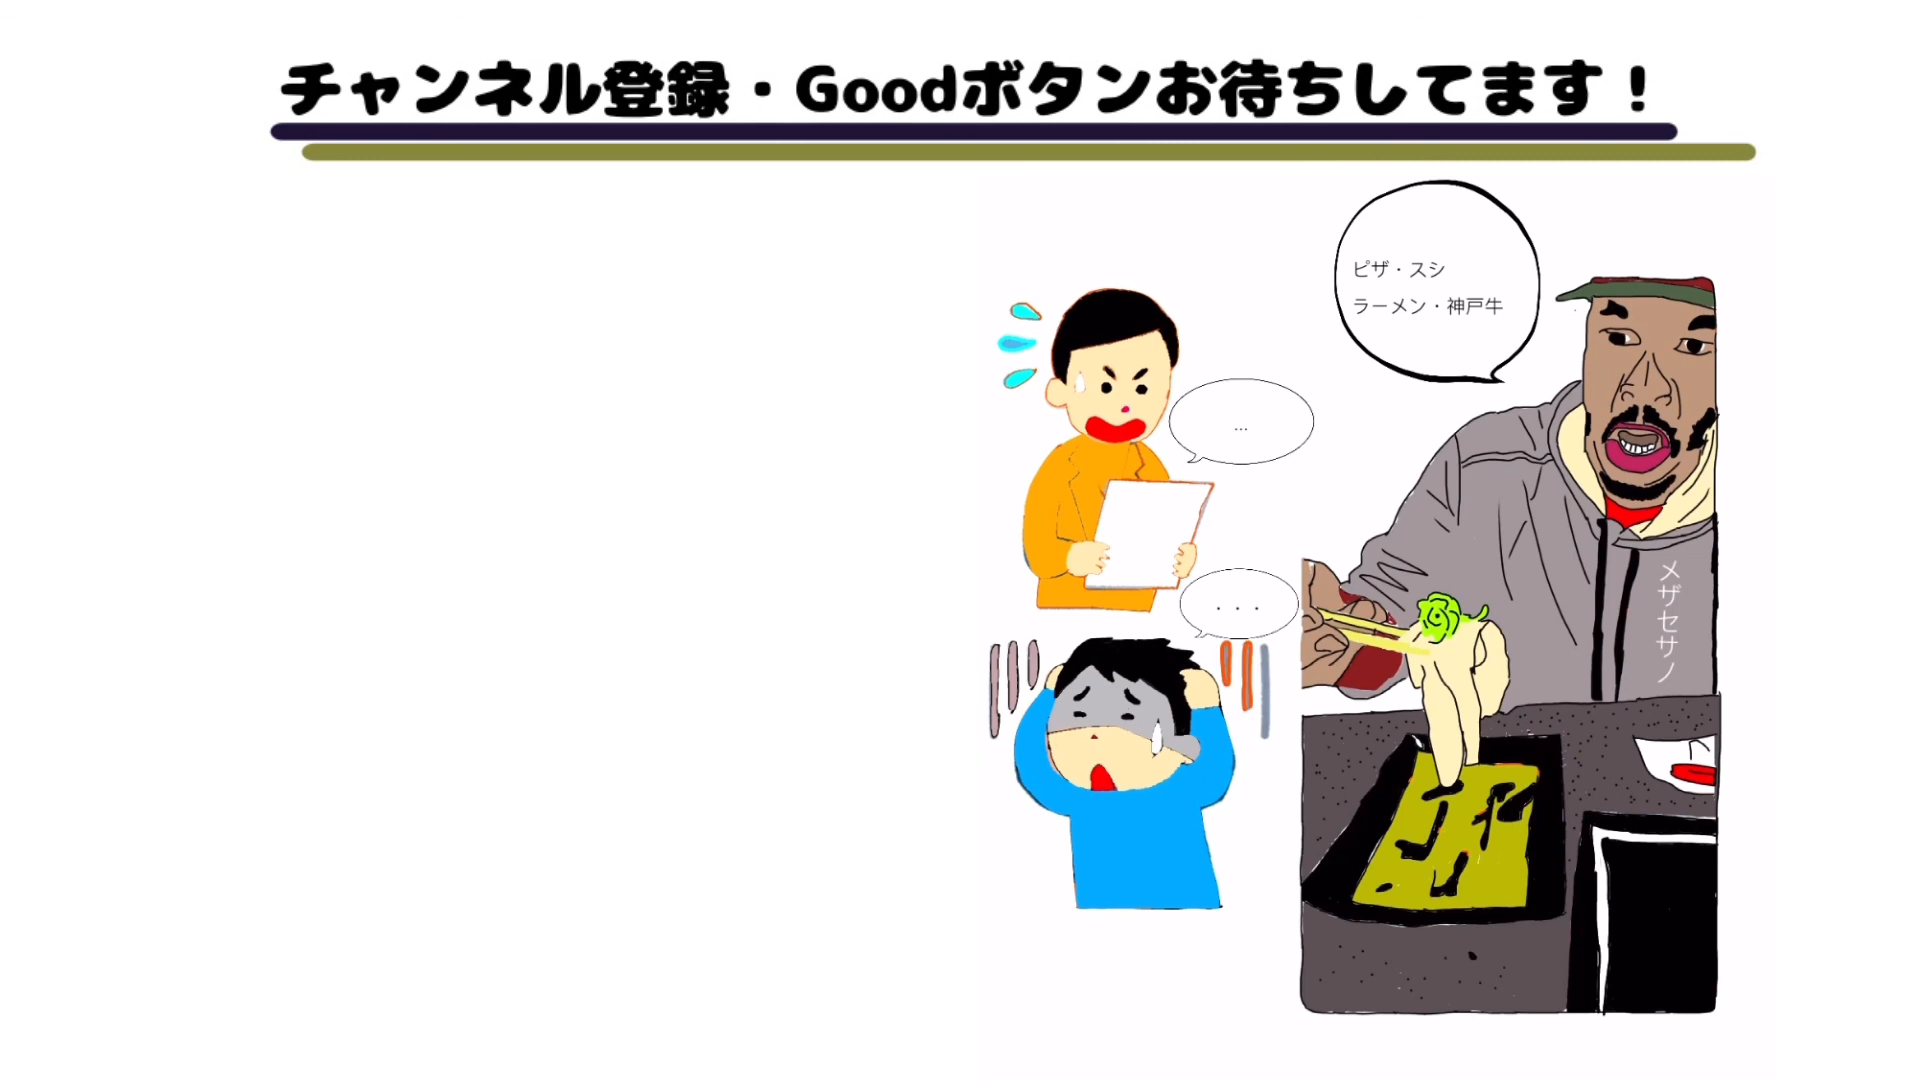 チャンネル登録・Goodボタンお待ちしてます！
ピザ・スシ
ラーメン・神戸牛
...
・・・
メザセサノ